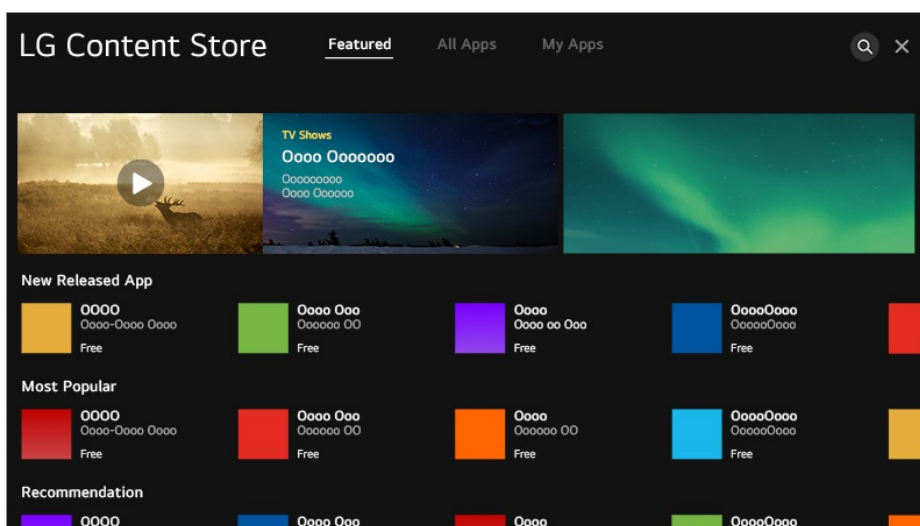 LG Content Store
Featured
All Apps
My Apps
TV Shows
Oooo Ooooooo
Ooooooooo
Oooo Oooooo
New Released App
OOOO
Oooo-Oooo Oooo
Free
Oooo Ooo
Oooooo OO
Free
Oooo
Oooo oo Ooo
Free
OoooOooo
OooooOooo
Free
Most Popular
OOOO
Oooo-Oooo Oooo
Free
Oooo Ooo
Oooooo OO
Free
Oooo
Oooooo OO
Free
OoooOooo
OooooOooo
Free
Recommendation
OOOO
Oooo Ooo
Oooo
OoooOooo